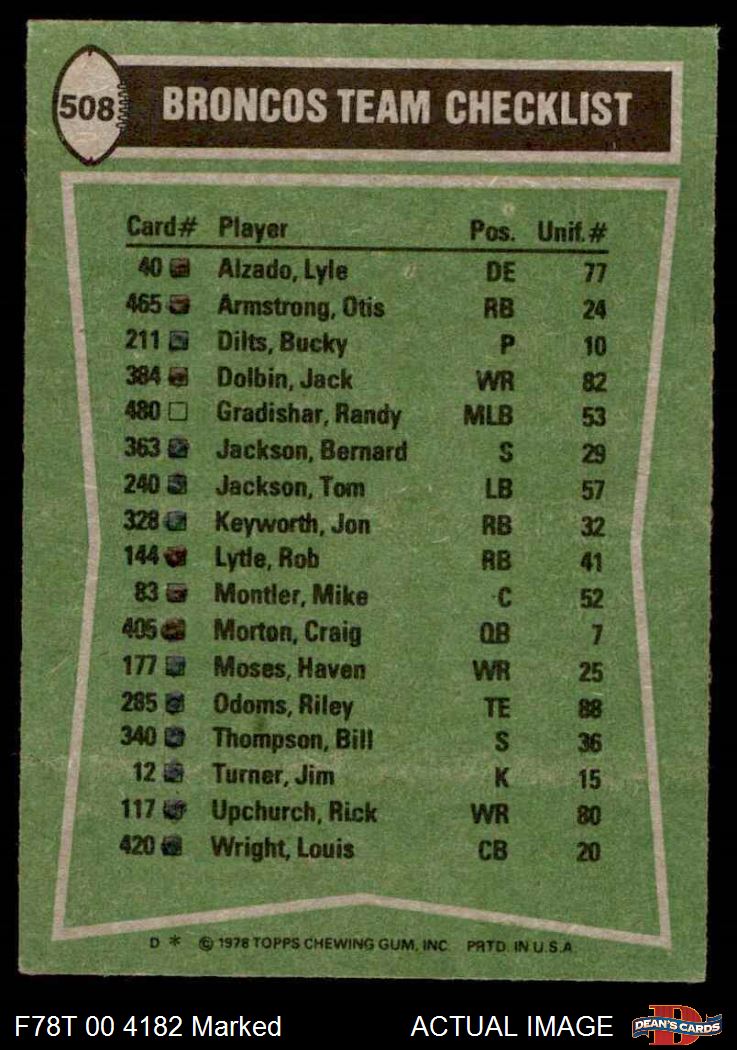 508 BRONCOS TEAM CHECKLIST
Card# Player Pos. Unif.#
40 Alzado, Lyle DE 77
465 Armstrong, Otis RB 24
211 Dilts, Bucky P 10
384 Dolbin, Jack WR 82
480 Gradishar, Randy MLB 53
363 Jackson, Bernard S 29
240 Jackson, Tom LB 57
328 Keyworth, Jon RB 32
144 Lytle, Rob RB 41
83 Montler, Mike C 52
405 Morton, Craig QB 7
177 Moses, Haven WR 25
285 Odoms, Riley TE 88
340 Thompson, Bill S 36
12 Turner, Jim K 15
117 Upchurch, Rick WR 80
420 Wright, Louis CB 20
D * © 1978 TOPPS CHEWING GUM, INC. PRTD. IN U.S.A.
F78T 00 4182 Marked ACTUAL IMAGE DEAN'S CARDS